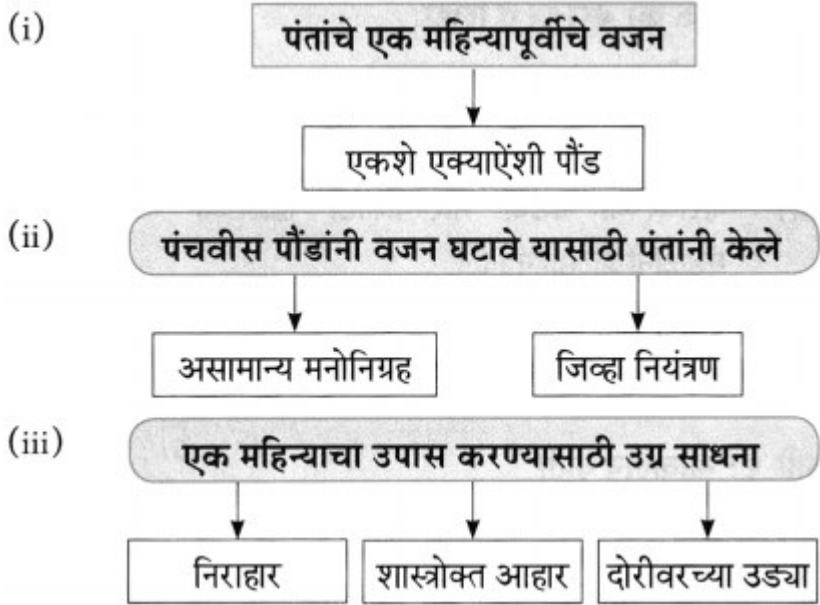 (i) पंतांचे एक महिन्यापूर्वीचे वजन
एकशे एक्याऐंशी पौंड
(ii) पंचवीस पौंडांनी वजन घटावे यासाठी पंतांनी केले
असामान्य मनोनिग्रह जिव्हा नियंत्रण
(iii) एक महिन्याचा उपास करण्यासाठी उग्र साधना
निराहार शास्त्रोक्त आहार दोरीवरच्या उड्या